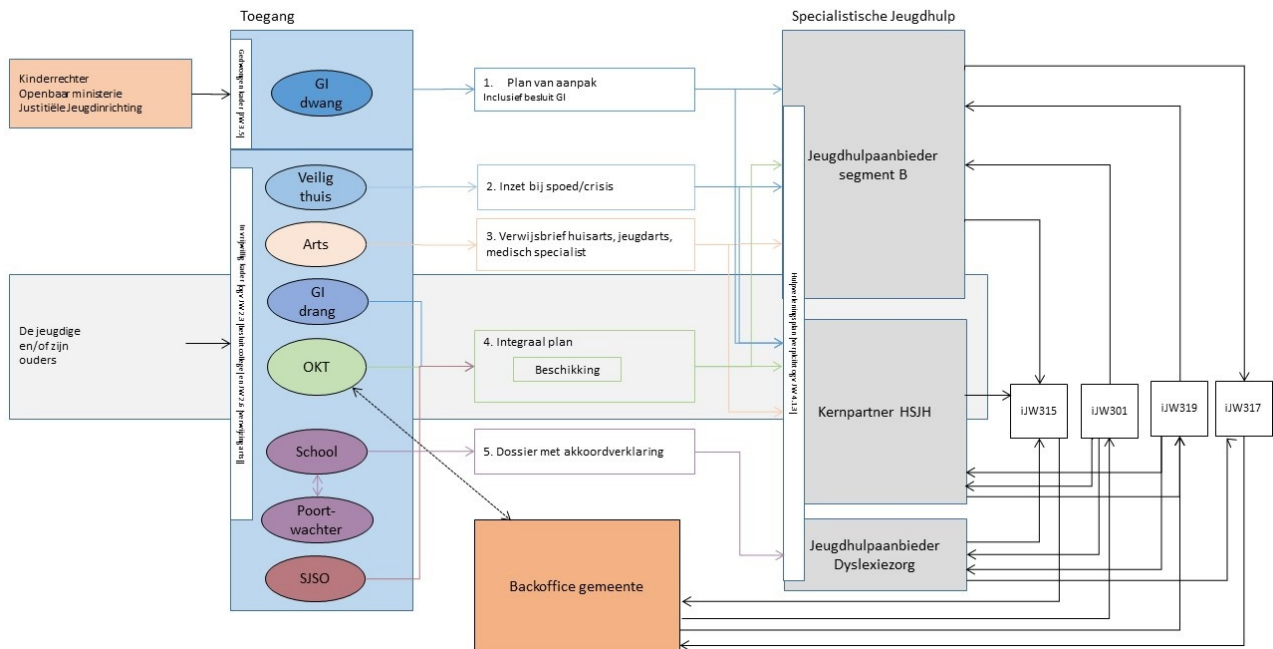 Toegang
Specialistische Jeugdhulp
Kinderrechter
Openbaar ministerie
Justitiële Jeugdinrichting
GI
dwang
1. Plan van aanpak
Inclusief besluit GI
Jeugdhulpaanbieder
segment B
Veilig
thuis
2. Inzet bij spoed/crisis
Arts
3. Verwijsbrief huisarts, jeugdarts,
medisch specialist
GI
drang
De jeugdige
en/of zijn
ouders
OKT
4. Integraal plan
Beschikking
Kernpartner HSJH
iJW315
iJW301
iJW319
iJW317
School
5. Dossier met akkoordverklaring
Poort-
wachter
SJSO
Backoffice gemeente
Jeugdhulpaanbieder
Dyslexiezorg